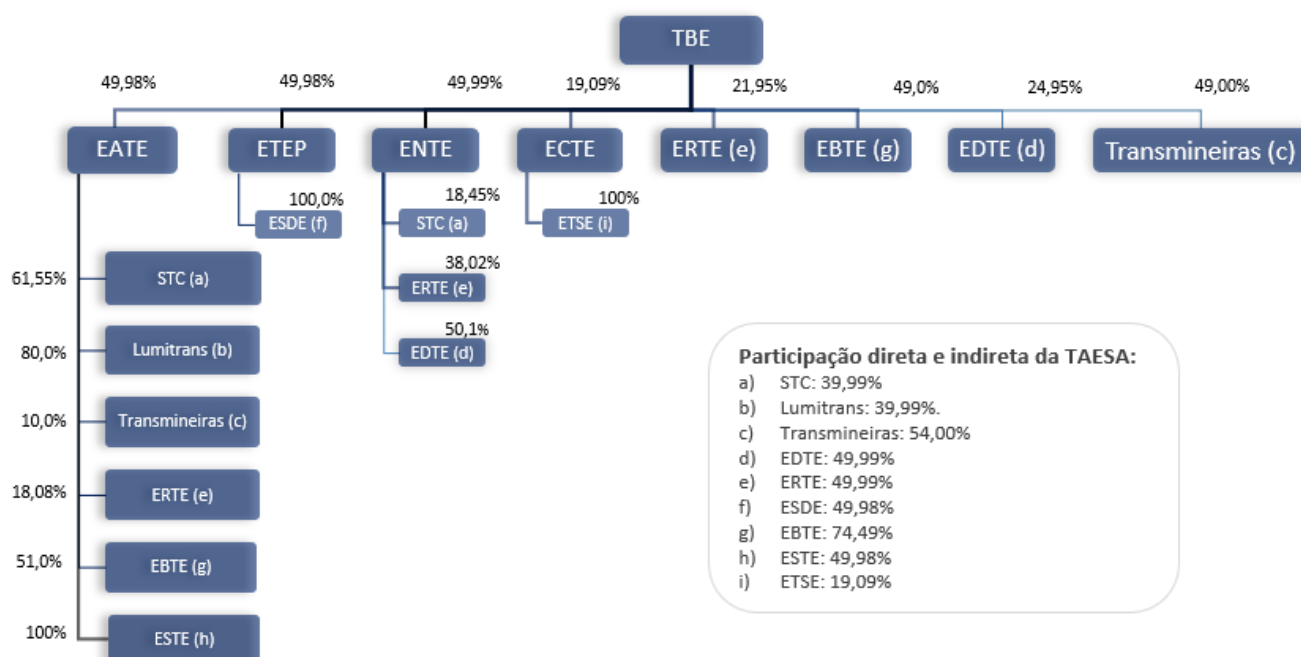 TBE
49,98%
49,98%
49,99%
19,09%
21,95%
49,0%
24,95%
49,00%
EATE
ETEP
ENTE
ECTE
ERTE (e)
EBTE (g)
EDTE (d)
Transmineiras (c)
100,0%
ESDE (f)
18,45%
STC (a)
100%
ETSE (i)
38,02%
ERTE (e)
50,1%
EDTE (d)
61,55%
STC (a)
80,0%
Lumitrans (b)
10,0%
Transmineiras (c)
18,08%
ERTE (e)
51,0%
EBTE (g)
100%
ESTE (h)
Participação direta e indireta da TAESA:
a) STC: 39,99%
b) Lumitrans: 39,99%.
c) Transmineiras: 54,00%
d) EDTE: 49,99%
e) ERTE: 49,99%
f) ESDE: 49,98%
g) EBTE: 74,49%
h) ESTE: 49,98%
i) ETSE: 19,09%